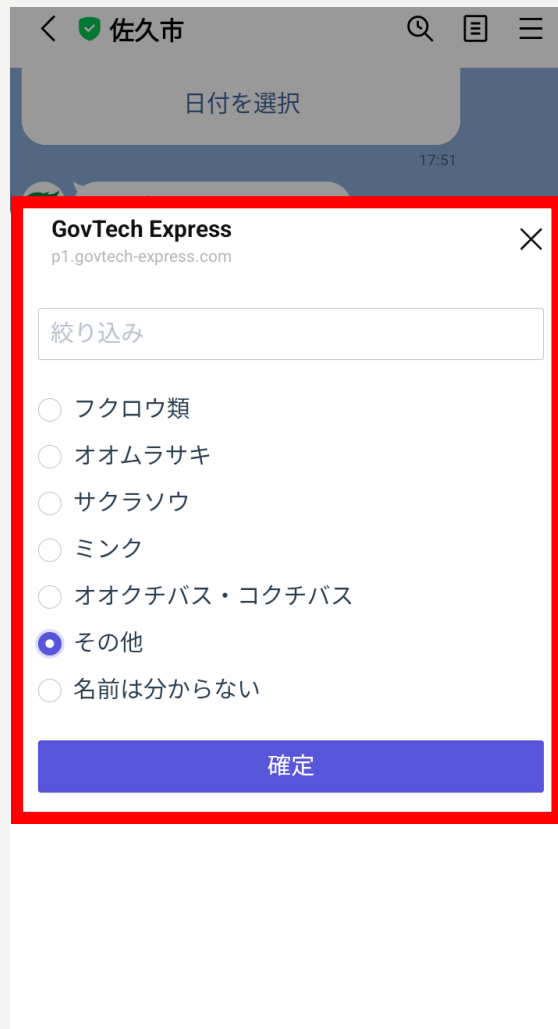 佐久市
日付を選択
17:51
GovTech Express
p1.govtech-express.com
絞り込み
フクロウ類
オオムラサキ
サクラソウ
ミンク
オオクチバス・コクチバス
その他
名前は分からない
確定